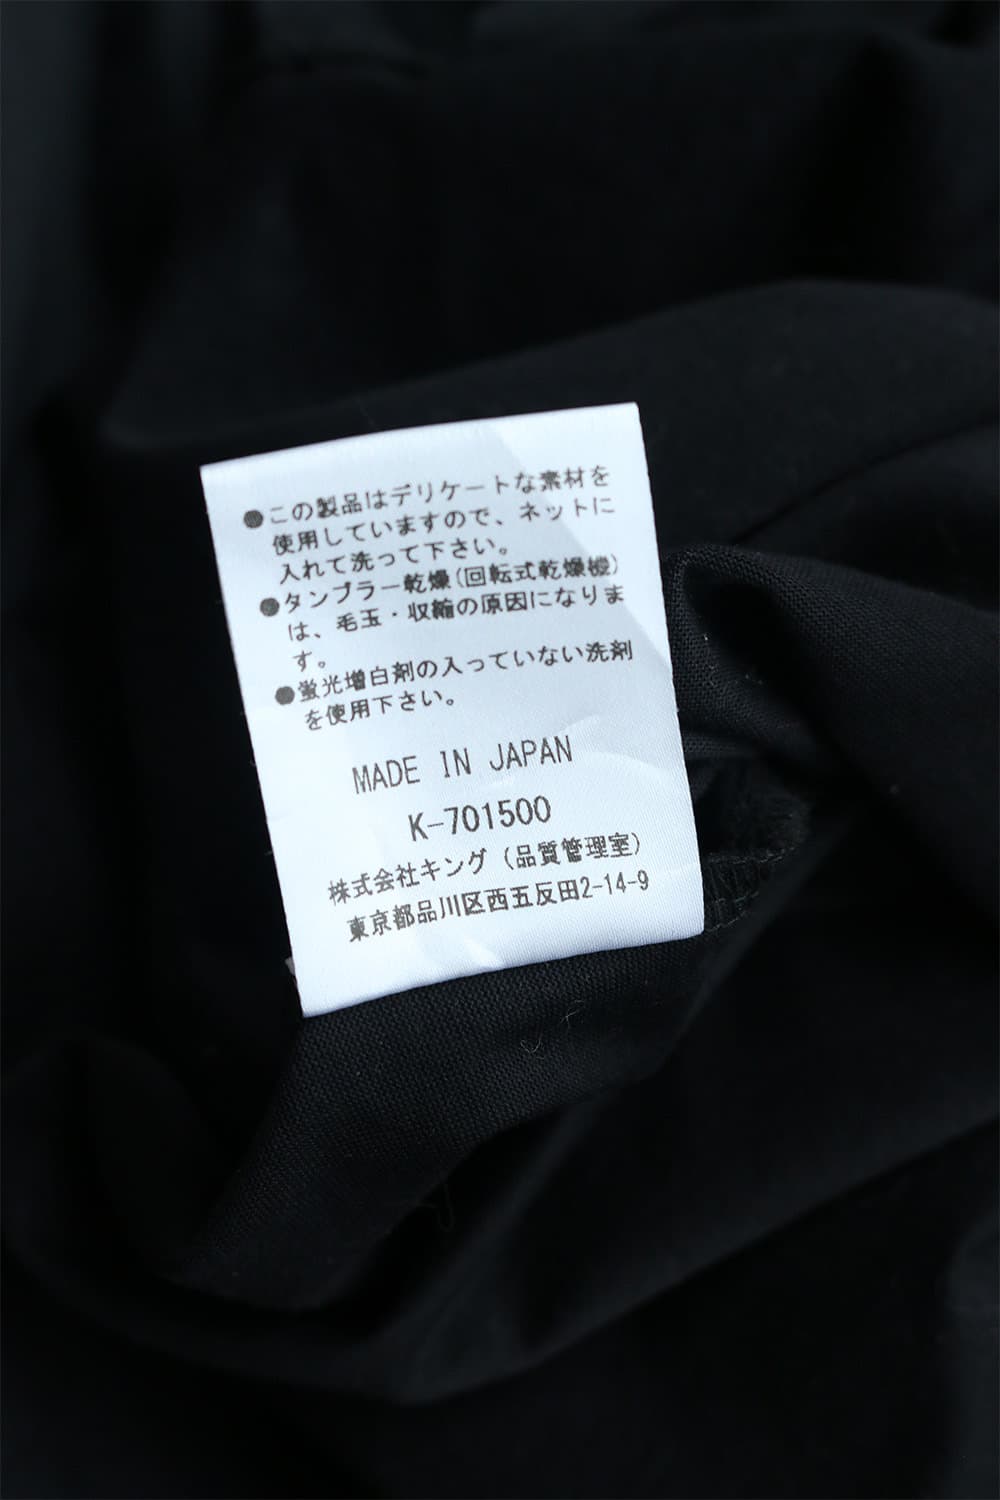 ●この製品はデリケートな素材を
使用していますので、ネットに
入れて洗って下さい。
●タンブラー乾燥(回転式乾燥機)
は、毛玉・収縮の原因になりま
す。
●蛍光増白剤の入っていない洗剤
を使用下さい。
MADE IN JAPAN
K-701500
株式会社キング(品質管理室)
東京都品川区西五反田2-14-9